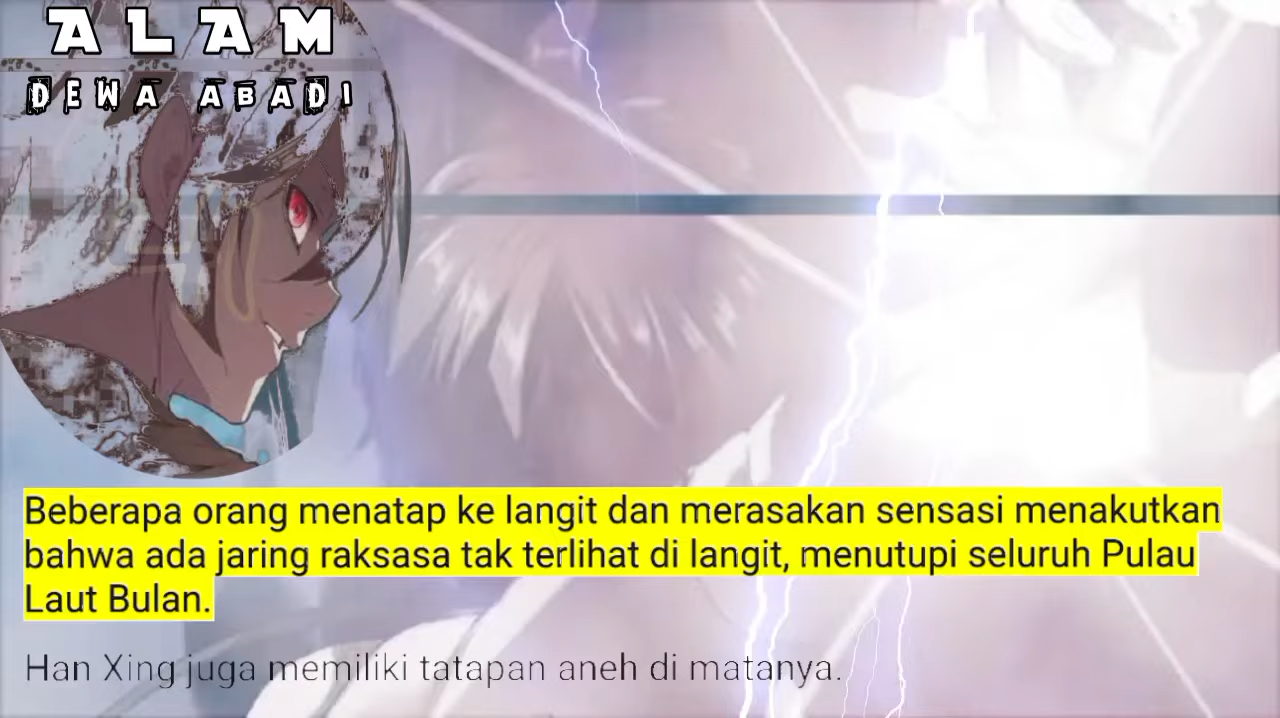 ALAM
DEWA ABADI
Beberapa orang menatap ke langit dan merasakan sensasi menakutkan
bahwa ada jaring raksasa tak terlihat di langit, menutupi seluruh Pulau
Laut Bulan.
Han Xing juga memiliki tatapan aneh di matanya.